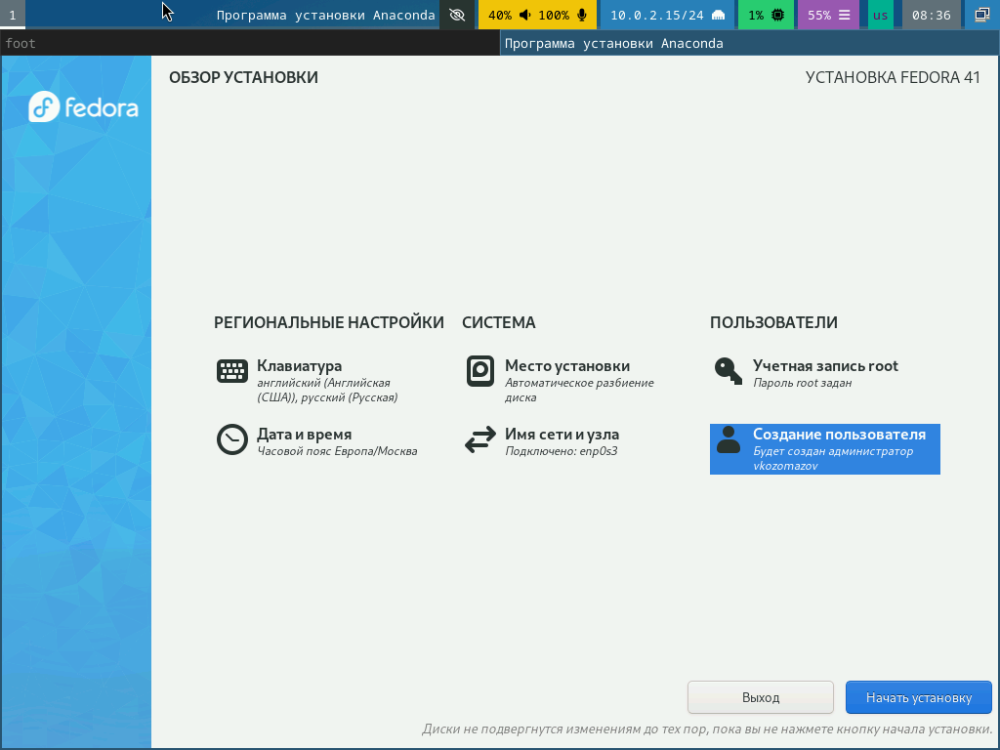 1 Программа установки Anaconda 40% 100% 10.0.2.15/24 1% 55% us 08:36
foot Программа установки Anaconda
fedora
ОБЗОР УСТАНОВКИ
УСТАНОВКА FEDORA 41
РЕГИОНАЛЬНЫЕ НАСТРОЙКИ
Клавиатура
английский (Английская
(США)), русский (Русская)
Дата и время
Часовой пояс Европа/Москва
СИСТЕМА
Место установки
Автоматическое разбиение
диска
Имя сети и узла
Подключено: enp0s3
ПОЛЬЗОВАТЕЛИ
Учетная запись root
Пароль root задан
Создание пользователя
Будет создан администратор
vkozomazov
Выход
Начать установку
Диски не подвергнутся изменениям до тех пор, пока вы не нажмете кнопку начала установки.